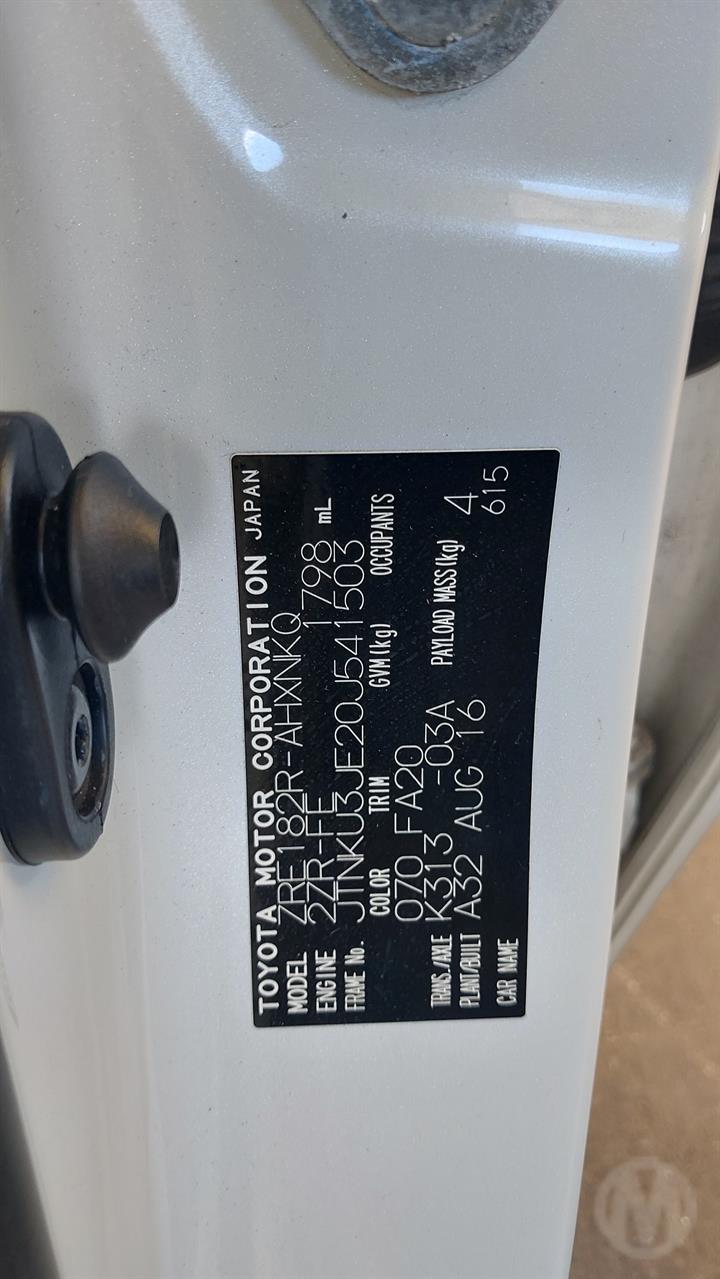 TOYOTA MOTOR CORPORATION JAPAN
MODEL ZRE182R-AHXNKQ
ENGINE 2ZR-FE 1798 mL
FRAME No. JTNKU3JE20J541503
COLOR TRIM GVM(kg) OCCUPANTS
070 FA20
TRANS./AXLE K313 -03A PAYLOAD MASS(kg) 4
PLANT/BUILT A32 AUG 16 615
CAR NAME
M